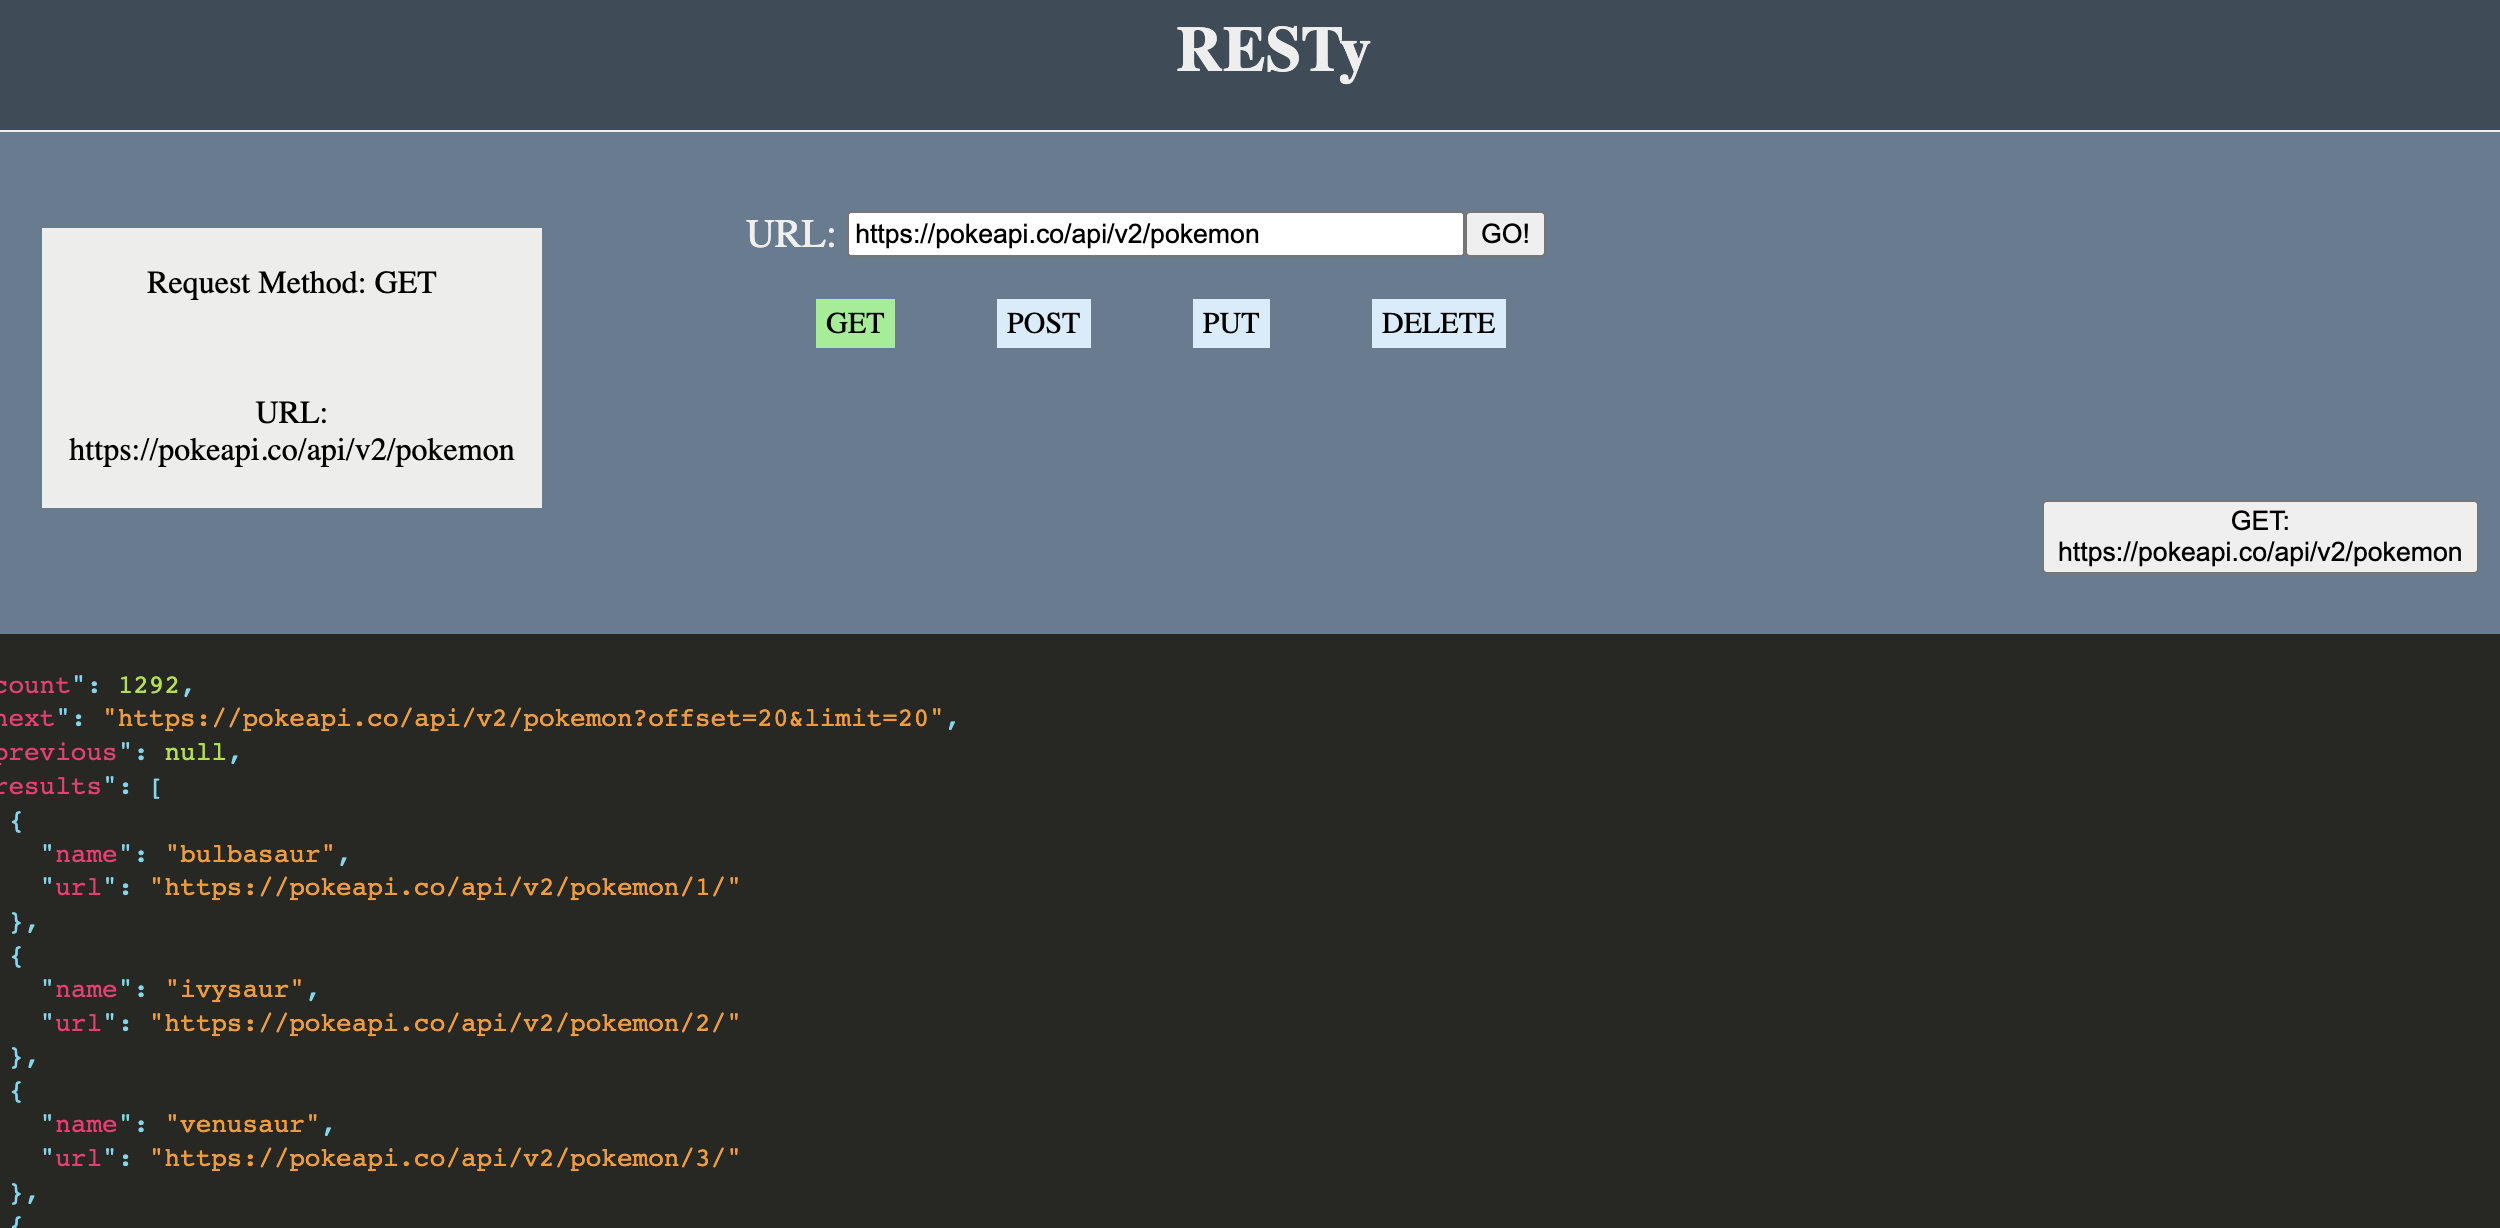 RESTy
Request Method: GET
URL:
https://pokeapi.co/api/v2/pokemon
URL: https://pokeapi.co/api/v2/pokemon GO!
GET POST PUT DELETE
GET:
https://pokeapi.co/api/v2/pokemon
count": 1292,
next": "https://pokeapi.co/api/v2/pokemon?offset=20&limit=20",
previous": null,
results": [
{
"name": "bulbasaur",
"url": "https://pokeapi.co/api/v2/pokemon/1/"
},
{
"name": "ivysaur",
"url": "https://pokeapi.co/api/v2/pokemon/2/"
},
{
"name": "venusaur",
"url": "https://pokeapi.co/api/v2/pokemon/3/"
},
{